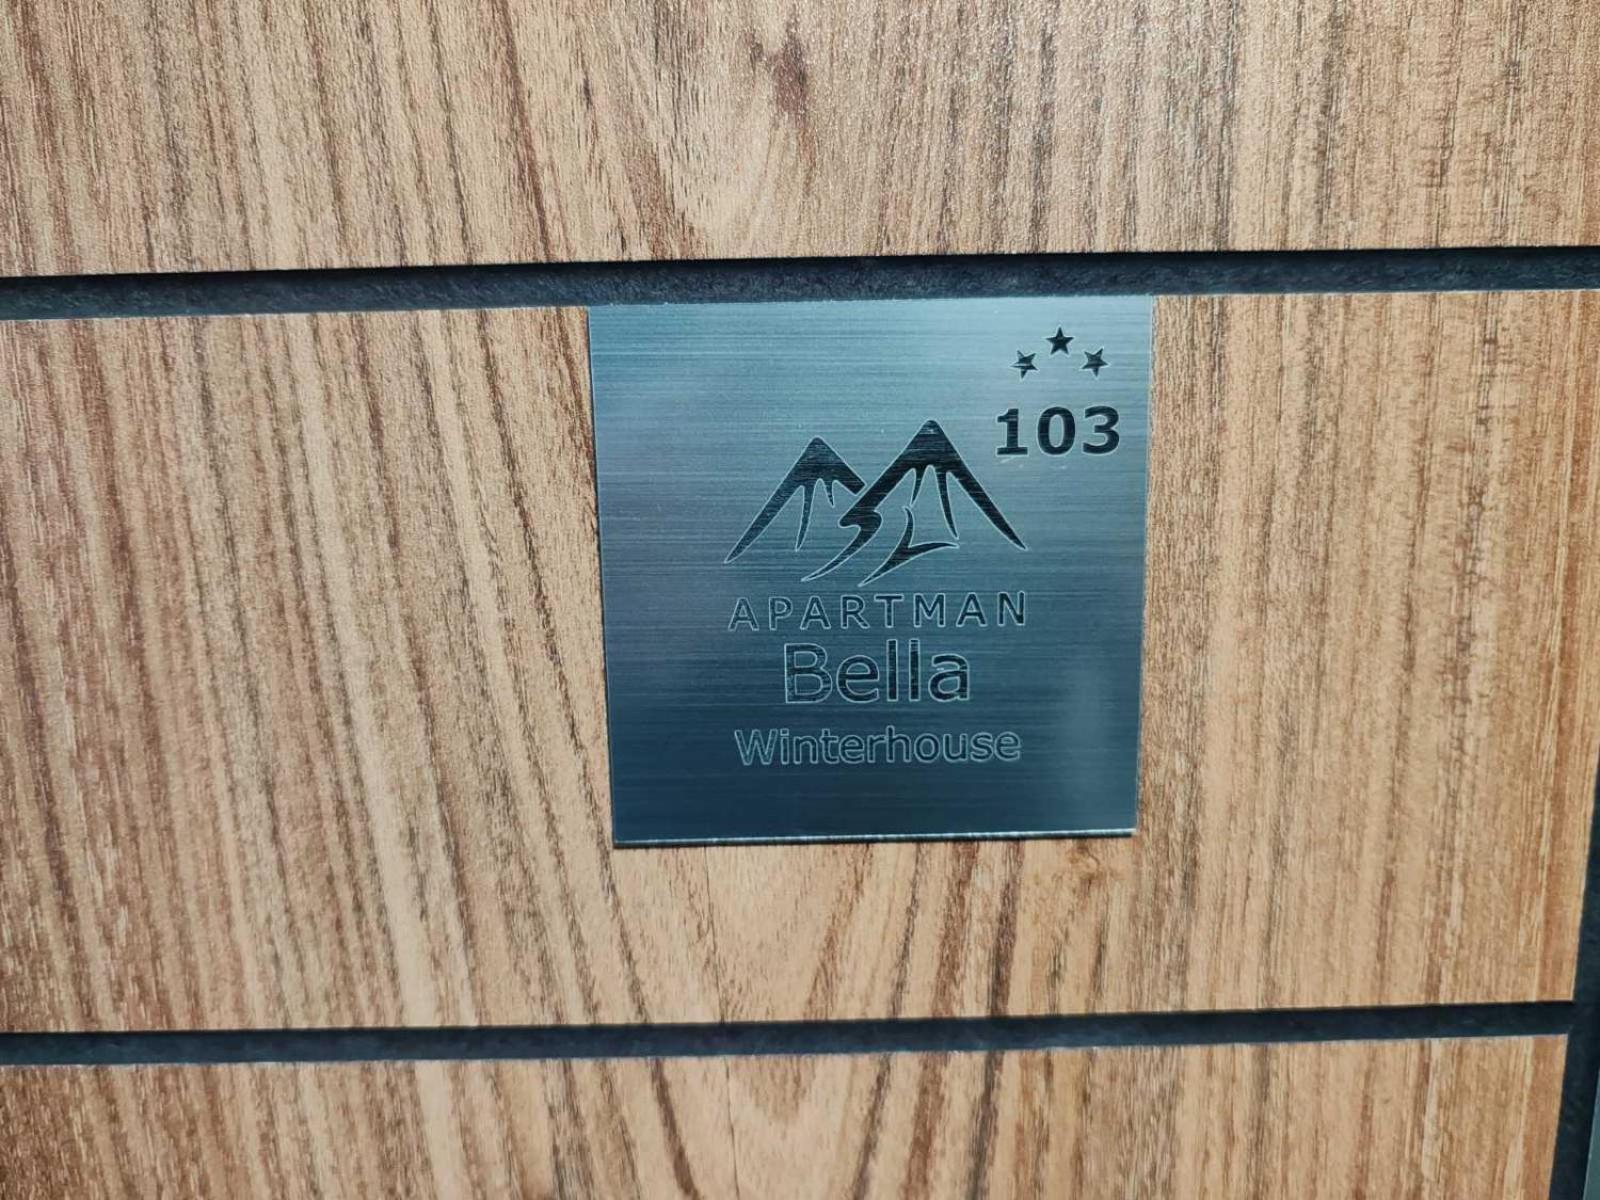 103
APARTMAN
Bella
Winterhouse